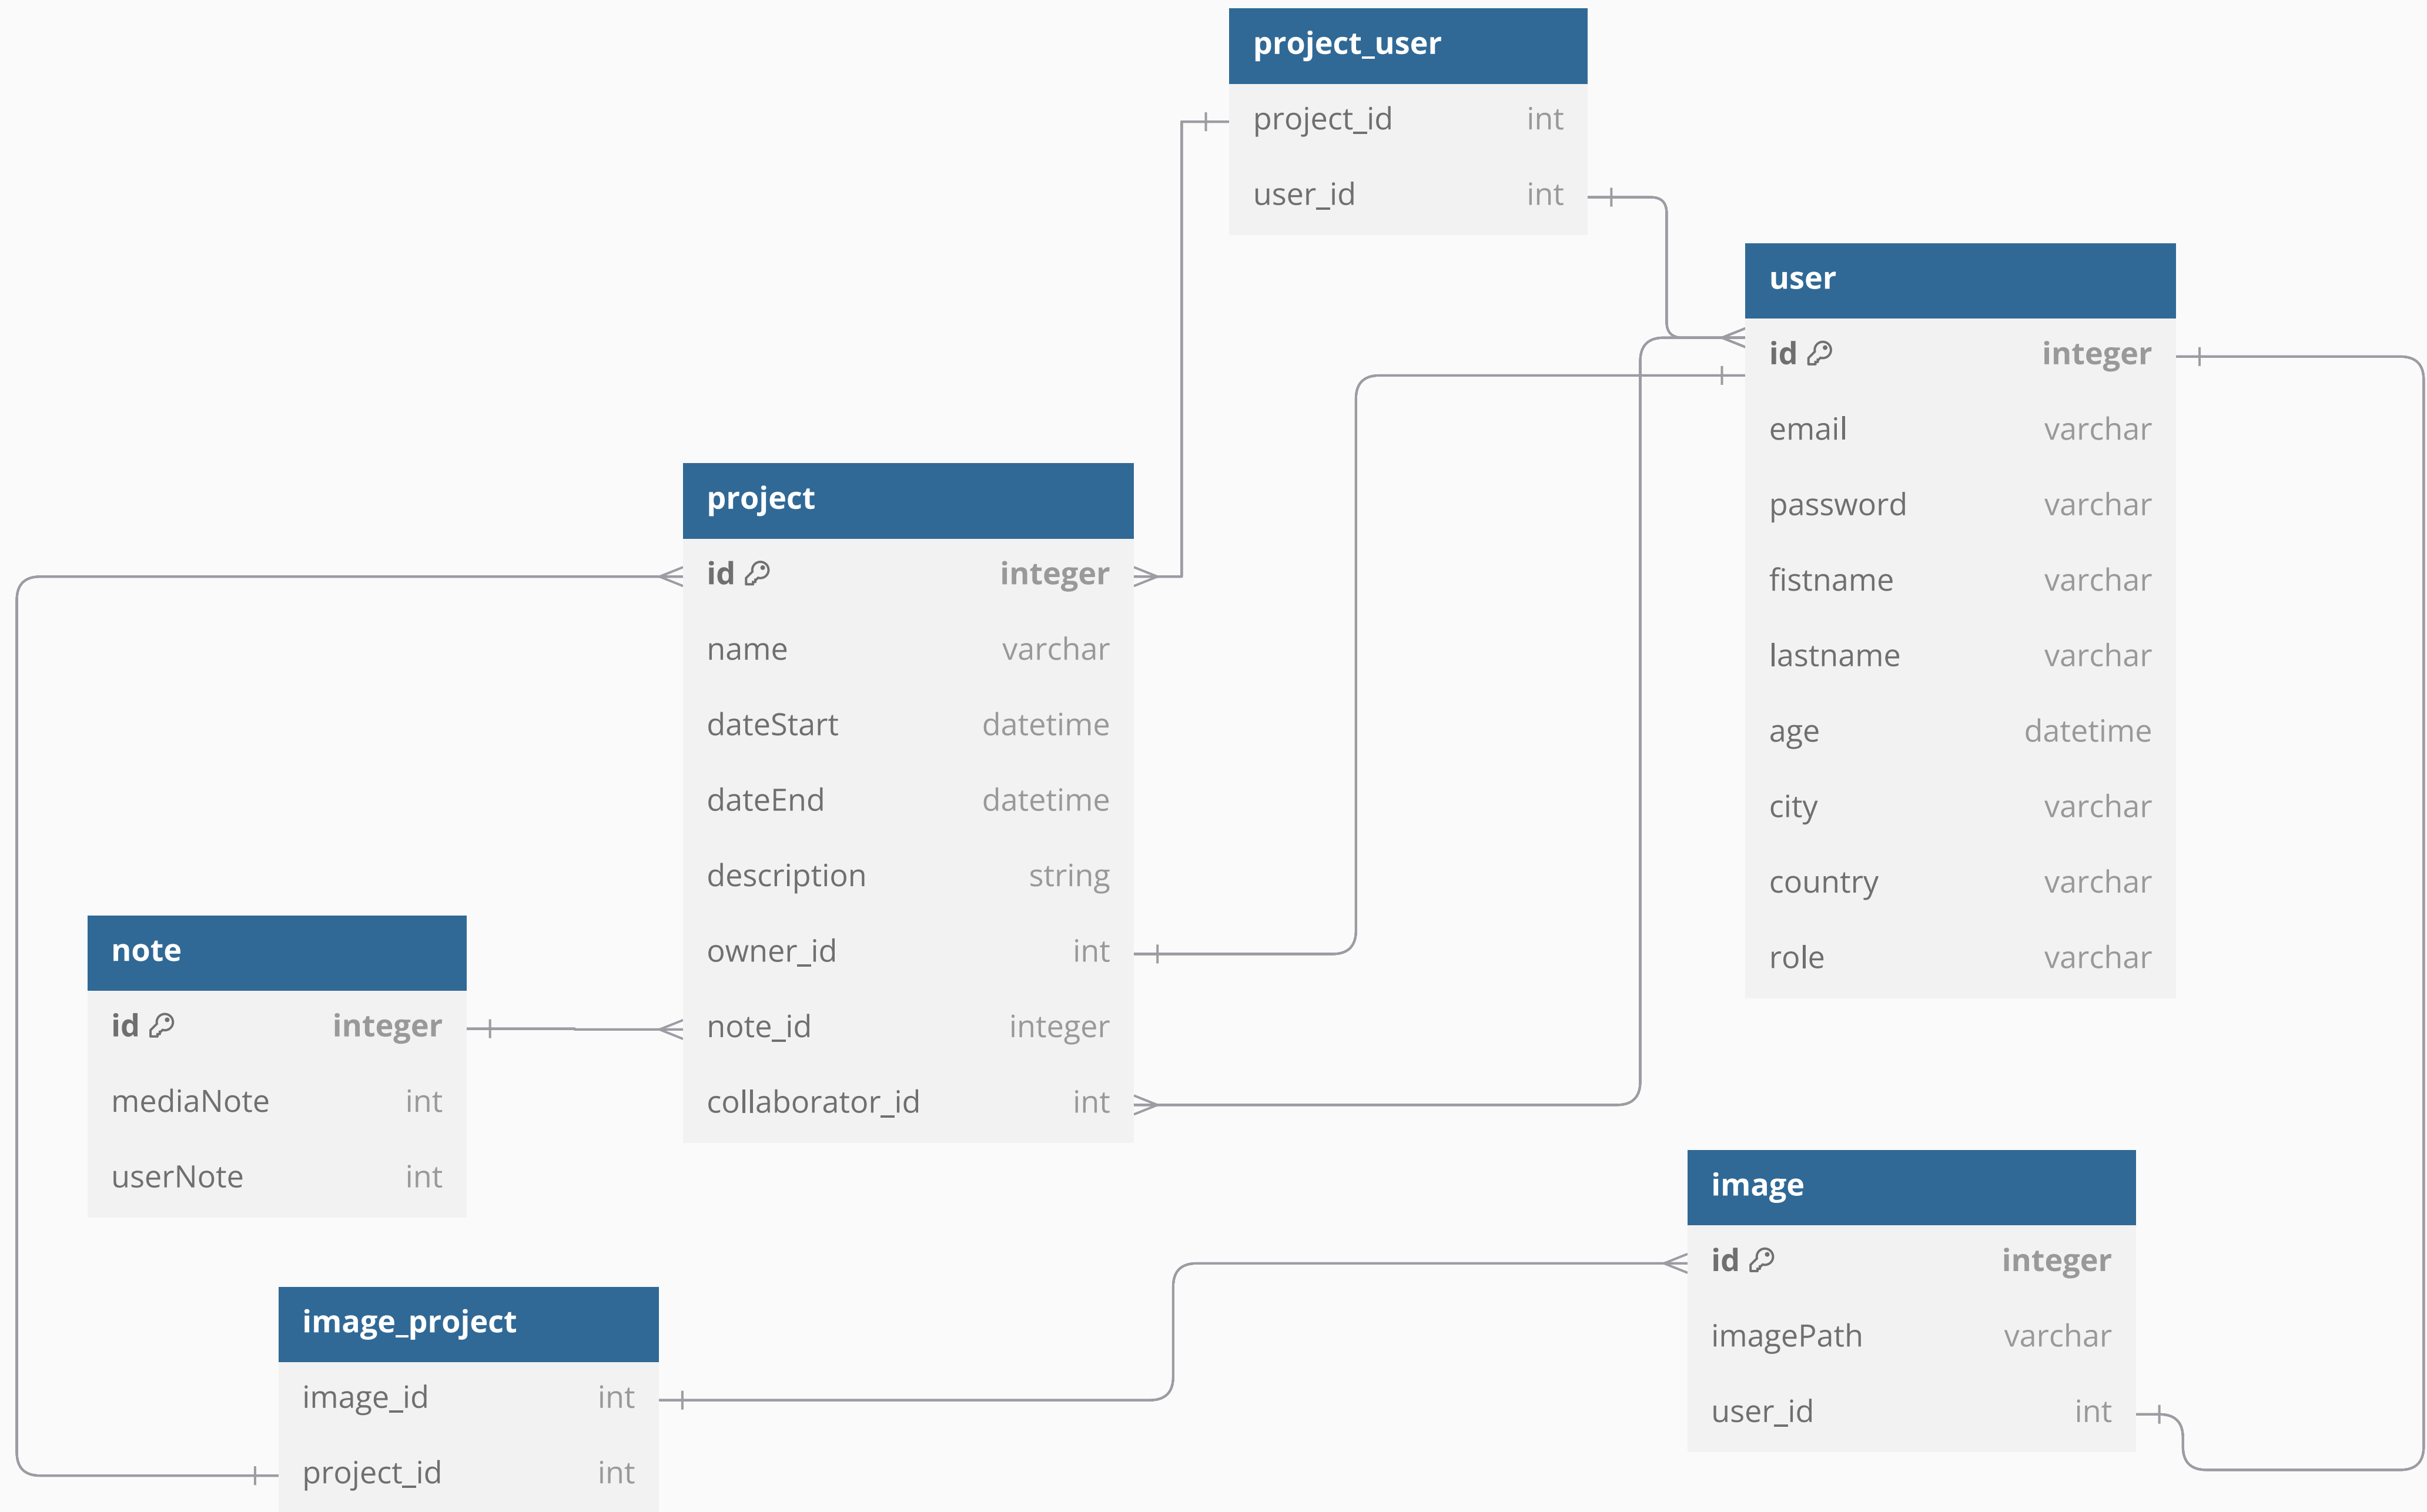 project_user
project_id int
user_id int
user
id integer
email varchar
password varchar
fistname varchar
lastname varchar
age datetime
city varchar
country varchar
role varchar
project
id integer
name varchar
dateStart datetime
dateEnd datetime
description string
owner_id int
note_id integer
collaborator_id int
note
id integer
mediaNote int
userNote int
image
id integer
imagePath varchar
user_id int
image_project
image_id int
project_id int